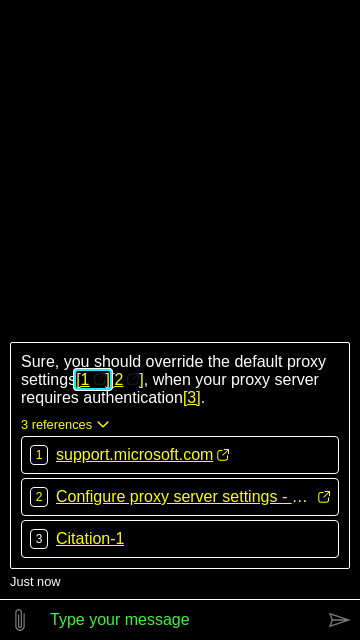 Sure, you should override the default proxy
settings[1 ][2 ], when your proxy server
requires authentication[3].
3 references
1 support.microsoft.com
2 Configure proxy server settings - ...
3 Citation-1
Just now
Type your message